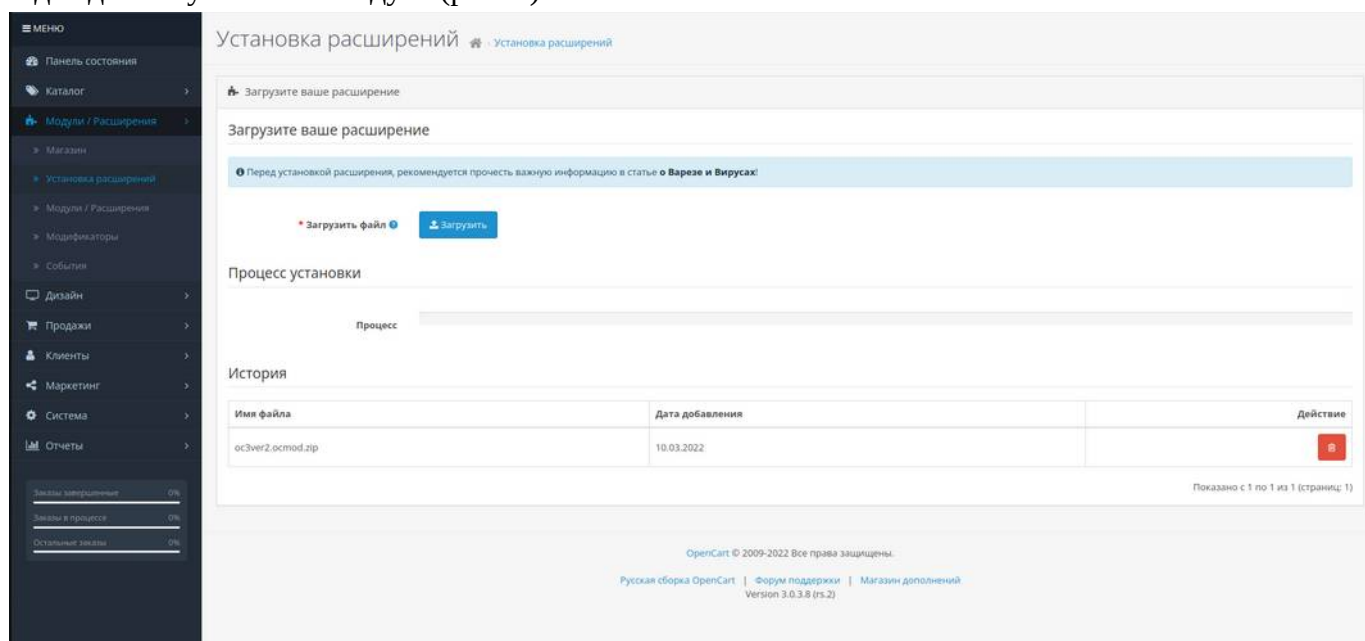 МЕНЮ
Панель состояния
Каталог
Модули / Расширения
Магазин
Установка расширений
Модули / Расширения
Модификаторы
События
Дизайн
Продажи
Клиенты
Маркетинг
Система
Отчеты
Заказы завершенные 0%
Заказы в процессе 0%
Остальные заказы 0%
Установка расширений Установка расширений
Загрузите ваше расширение
Загрузите ваше расширение
Перед установкой расширения, рекомендуется прочесть важную информацию в статье о Варезе и Вирусах!
* Загрузить файл Загрузить
Процесс установки
Процесс
История
Имя файла Дата добавления Действие
oc3ver2.ocmod.zip 10.03.2022
Показано с 1 по 1 из 1 (страниц: 1)
OpenCart © 2009-2022 Все права защищены.
Русская сборка OpenCart | Форум поддержки | Магазин дополнений
Version 3.0.3.8 (rs.2)